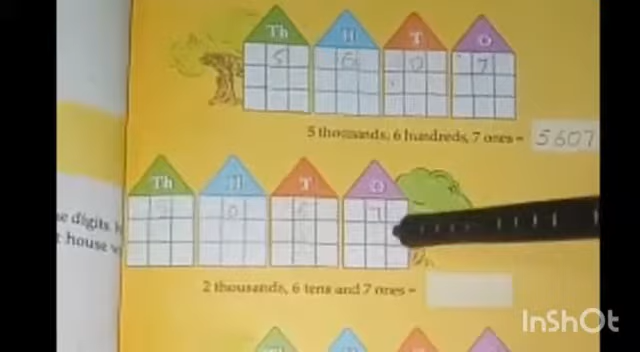 Th H T O
5 6 0 7
5 thousands, 6 hundreds, 7 ones = 5607
Th H T O
2 0 6 7
e digits
house
2 thousands, 6 tens and 7 ones =
InShOt